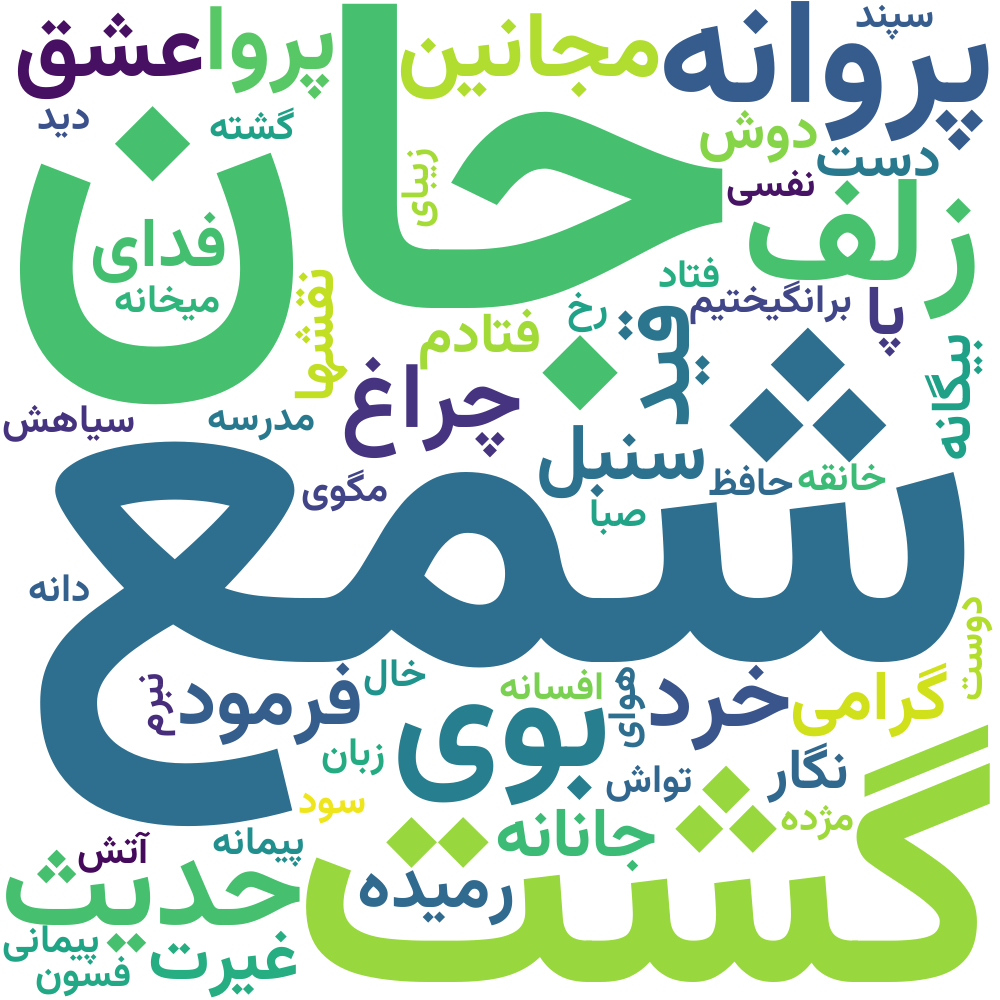 عشق
پروا
جان
مجانین
پروانه
سپند
دید
گشته
زیبای
دوش
دست
نفسی
زلف
فدای
میخانه
نقشها
فتاد
رخ
برانگیختیم
پا
فتادم
قید
بیگانه
سیاهش
مدرسه
چراغ
سنبل
مگوی
حافظ
خانقه
صبا
شمع
دانه
دوست
نبرم
فرمود
خال
افسانه
هوای
خرد
گرامی
بوی
زبان
تواش
نگار
سود
مژده
جانانه
پیمانه
آتش
حدیث
رمیده
گشت
پیمانی
غیرت
فسون